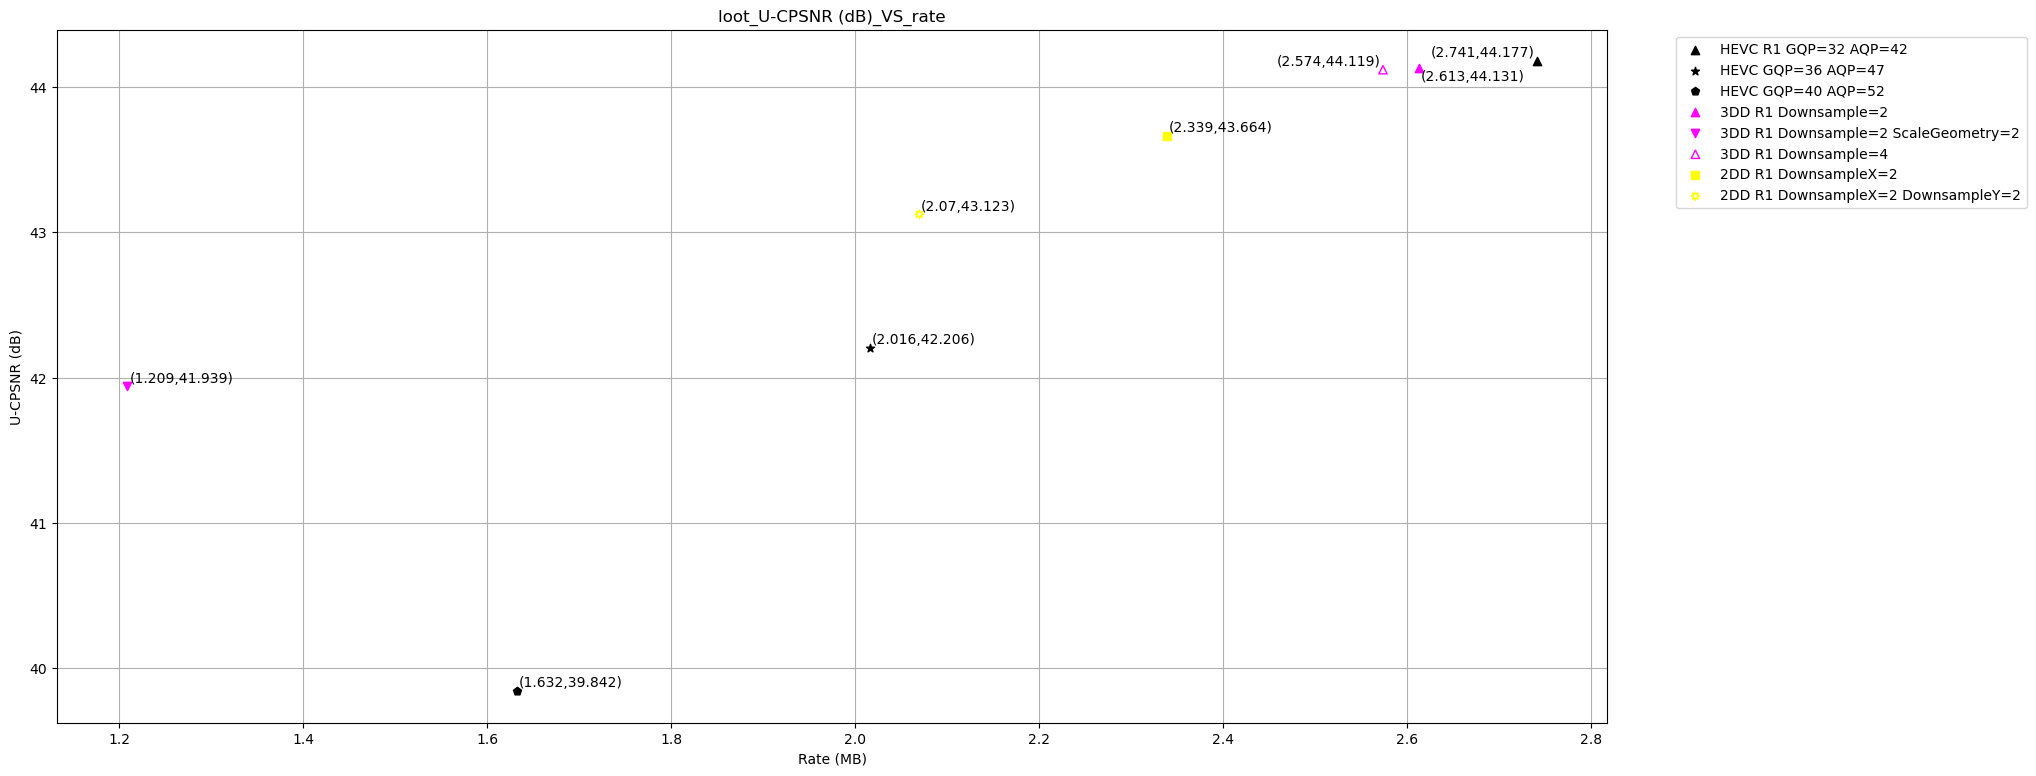 loot_U-CPSNR (dB)_VS_rate
U-CPSNR (dB)
44
43
42
41
40
(2.574,44.119)
(2.741,44.177)
(2.613,44.131)
(2.339,43.664)
(2.07,43.123)
(2.016,42.206)
(1.209,41.939)
(1.632,39.842)
1.2
1.4
1.6
1.8
2.0
2.2
2.4
2.6
2.8
Rate (MB)
HEVC R1 GQP=32 AQP=42
HEVC GQP=36 AQP=47
HEVC GQP=40 AQP=52
3DD R1 Downsample=2
3DD R1 Downsample=2 ScaleGeometry=2
3DD R1 Downsample=4
2DD R1 DownsampleX=2
2DD R1 DownsampleX=2 DownsampleY=2